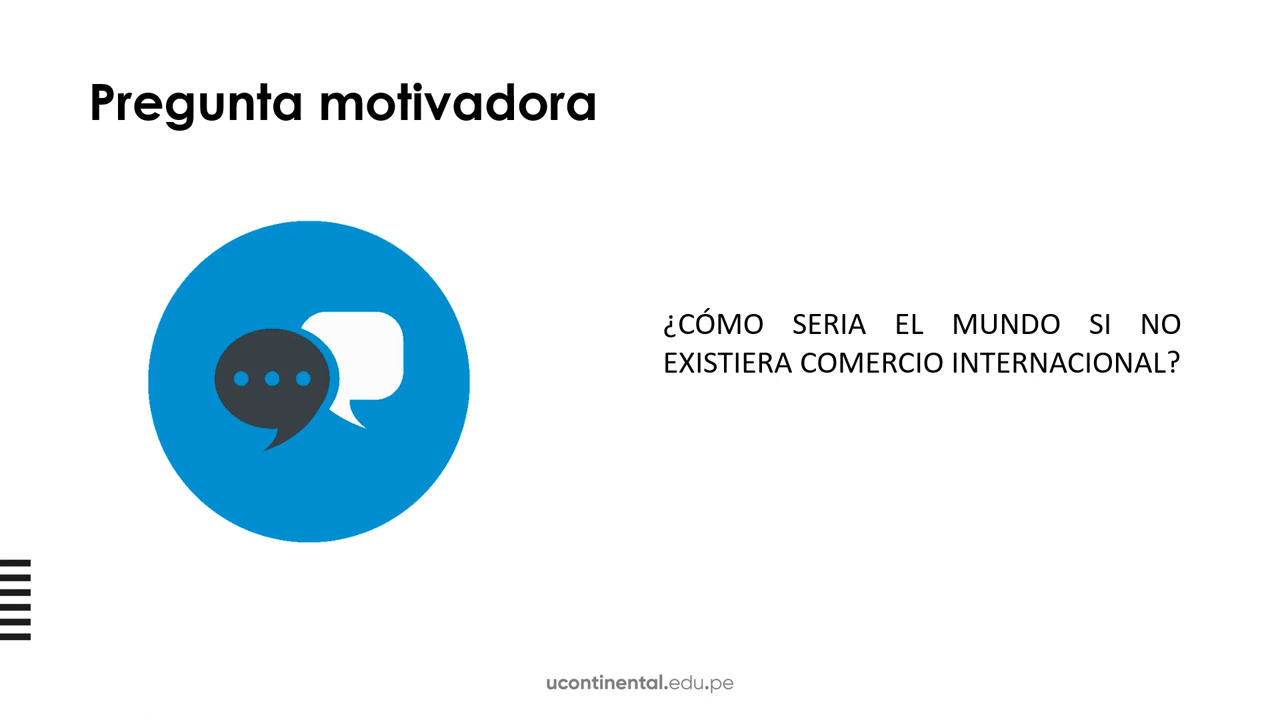 Pregunta motivadora
¿CÓMO SERIA EL MUNDO SI NO
EXISTIERA COMERCIO INTERNACIONAL?
ucontinental.edu.pe